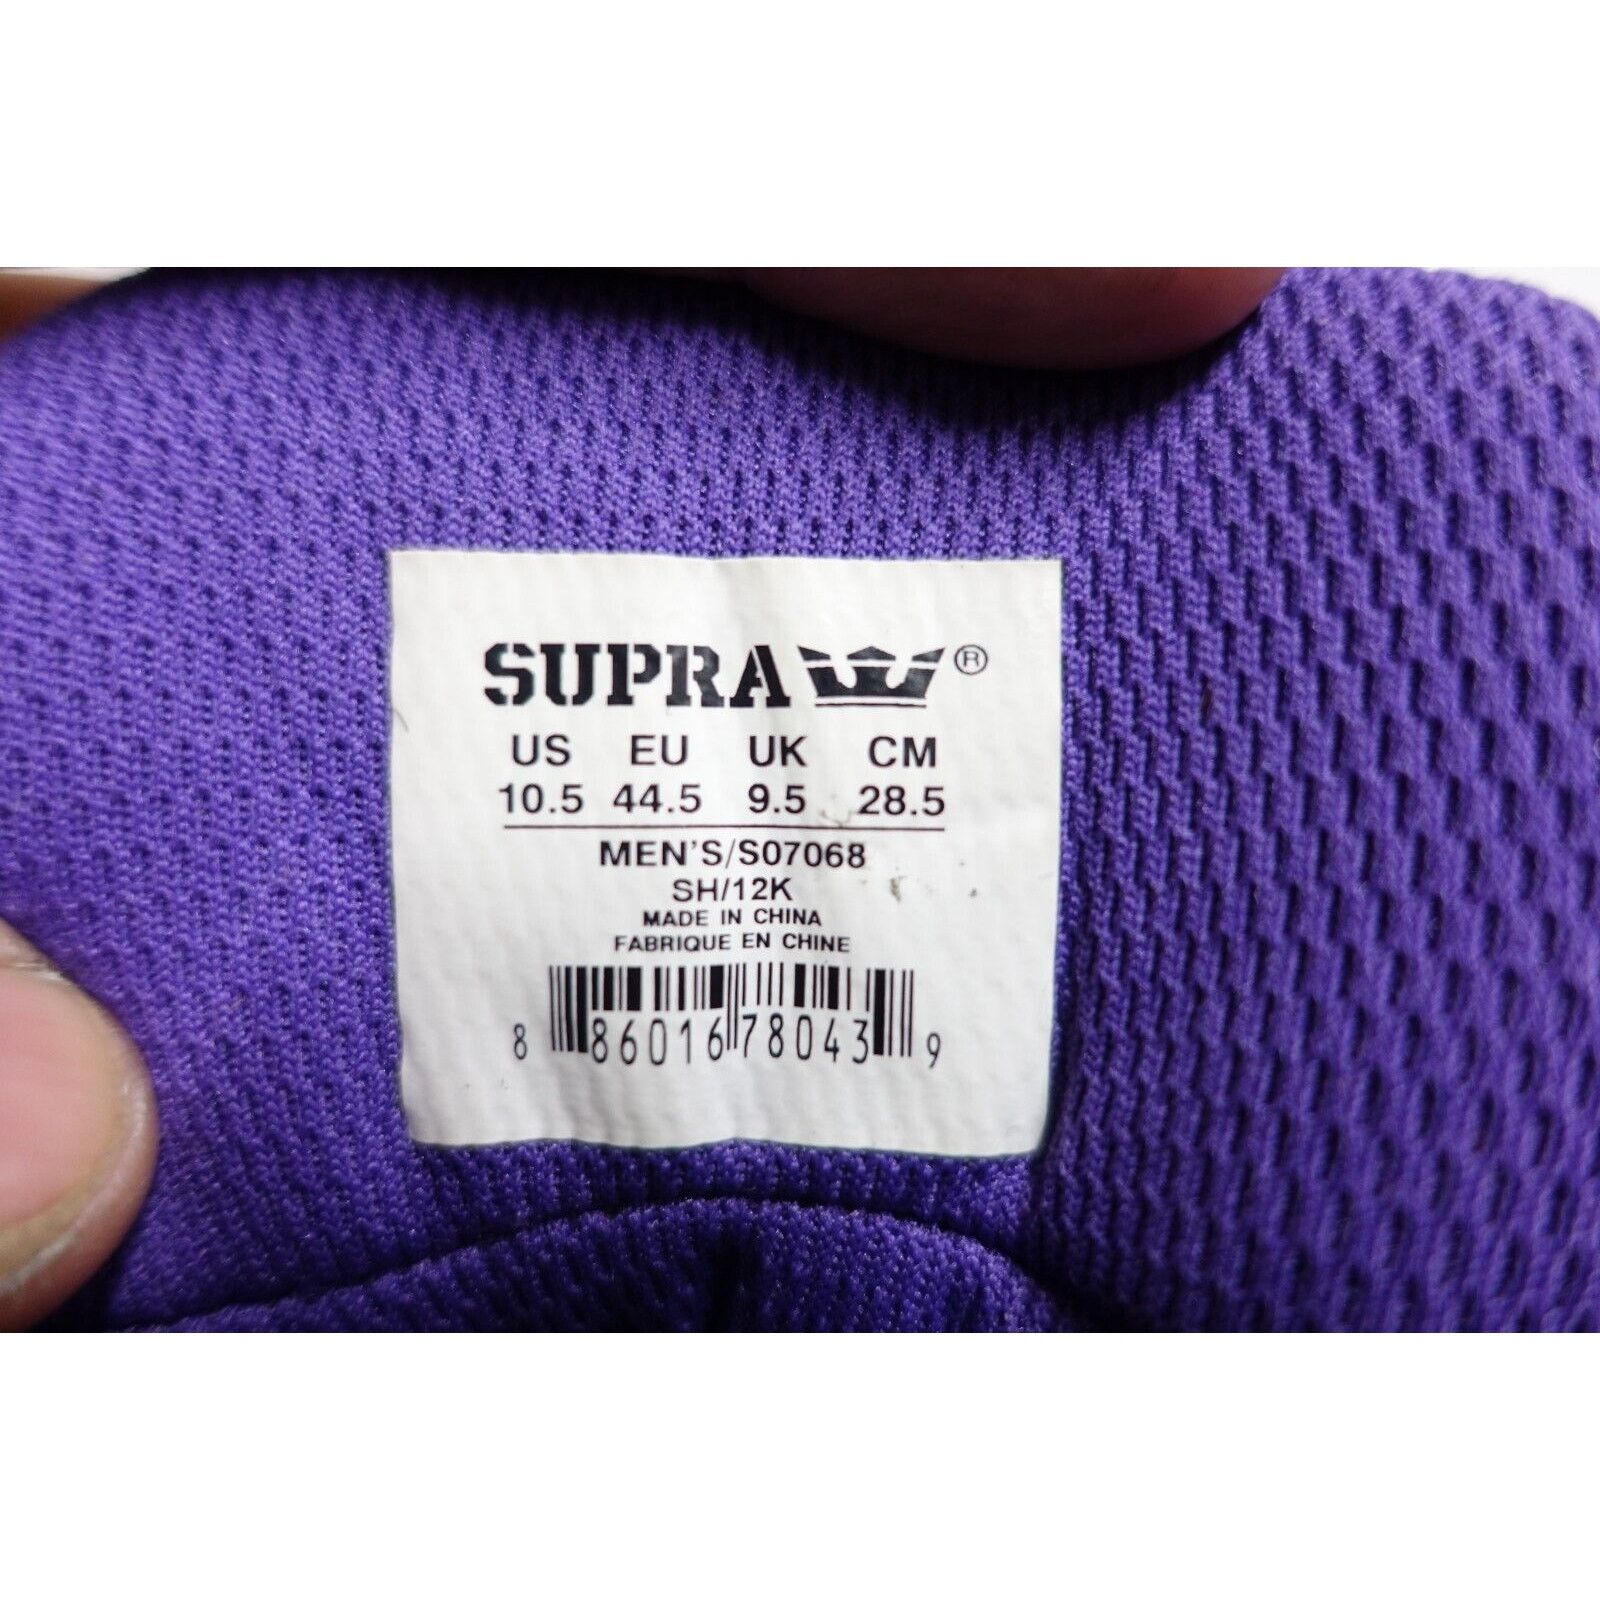 SUPRA ®
US EU UK CM
10.5 44.5 9.5 28.5
MEN'S/S07068
SH/12K
MADE IN CHINA
FABRIQUE EN CHINE
8 86016 78043 9